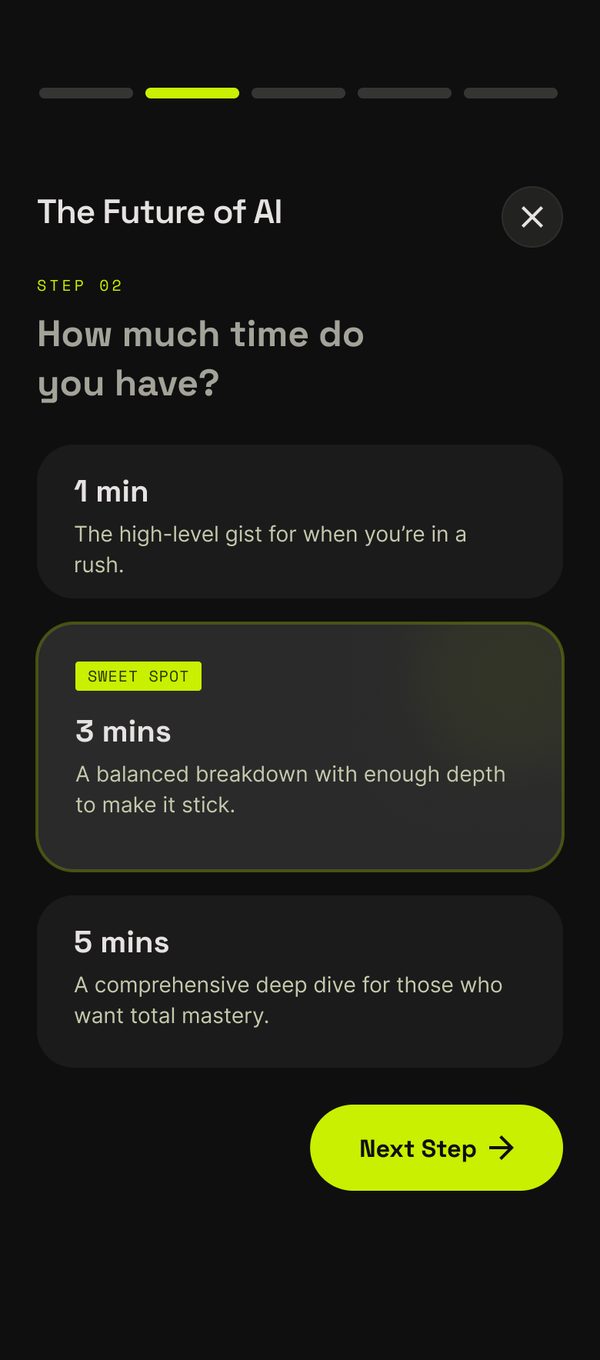 The Future of AI
STEP 02
How much time do
you have?
1 min
The high-level gist for when you’re in a
rush.
SWEET SPOT
3 mins
A balanced breakdown with enough depth
to make it stick.
5 mins
A comprehensive deep dive for those who
want total mastery.
Next Step →